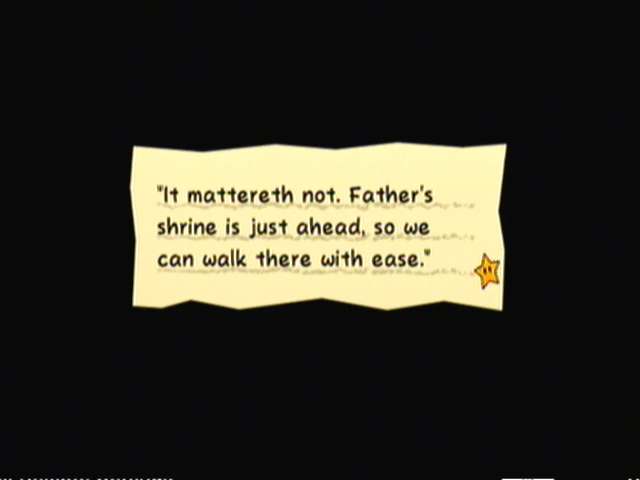 "It mattereth not. Father's
shrine is just ahead, so we
can walk there with ease."